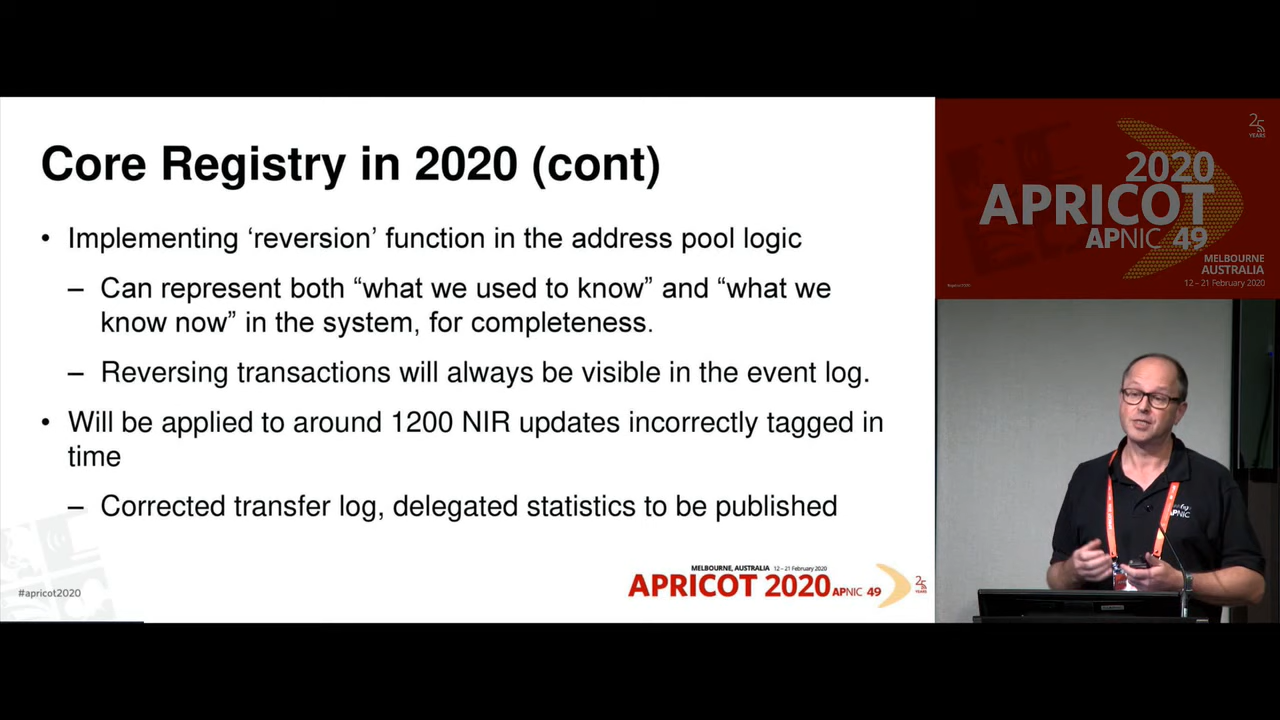 Core Registry in 2020 (cont)
• Implementing ‘reversion’ function in the address pool logic
– Can represent both “what we used to know” and “what we
know now” in the system, for completeness.
– Reversing transactions will always be visible in the event log.
• Will be applied to around 1200 NIR updates incorrectly tagged in
time
– Corrected transfer log, delegated statistics to be published
#apricot2020
MELBOURNE, AUSTRALIA 12 – 21 February 2020
APRICOT 2020 APNIC 49
25
YEARS
25
YEARS
2020
APRICOT
APNIC 49
MELBOURNE
AUSTRALIA
12 – 21 February 2020
#apricot2020
APNIC